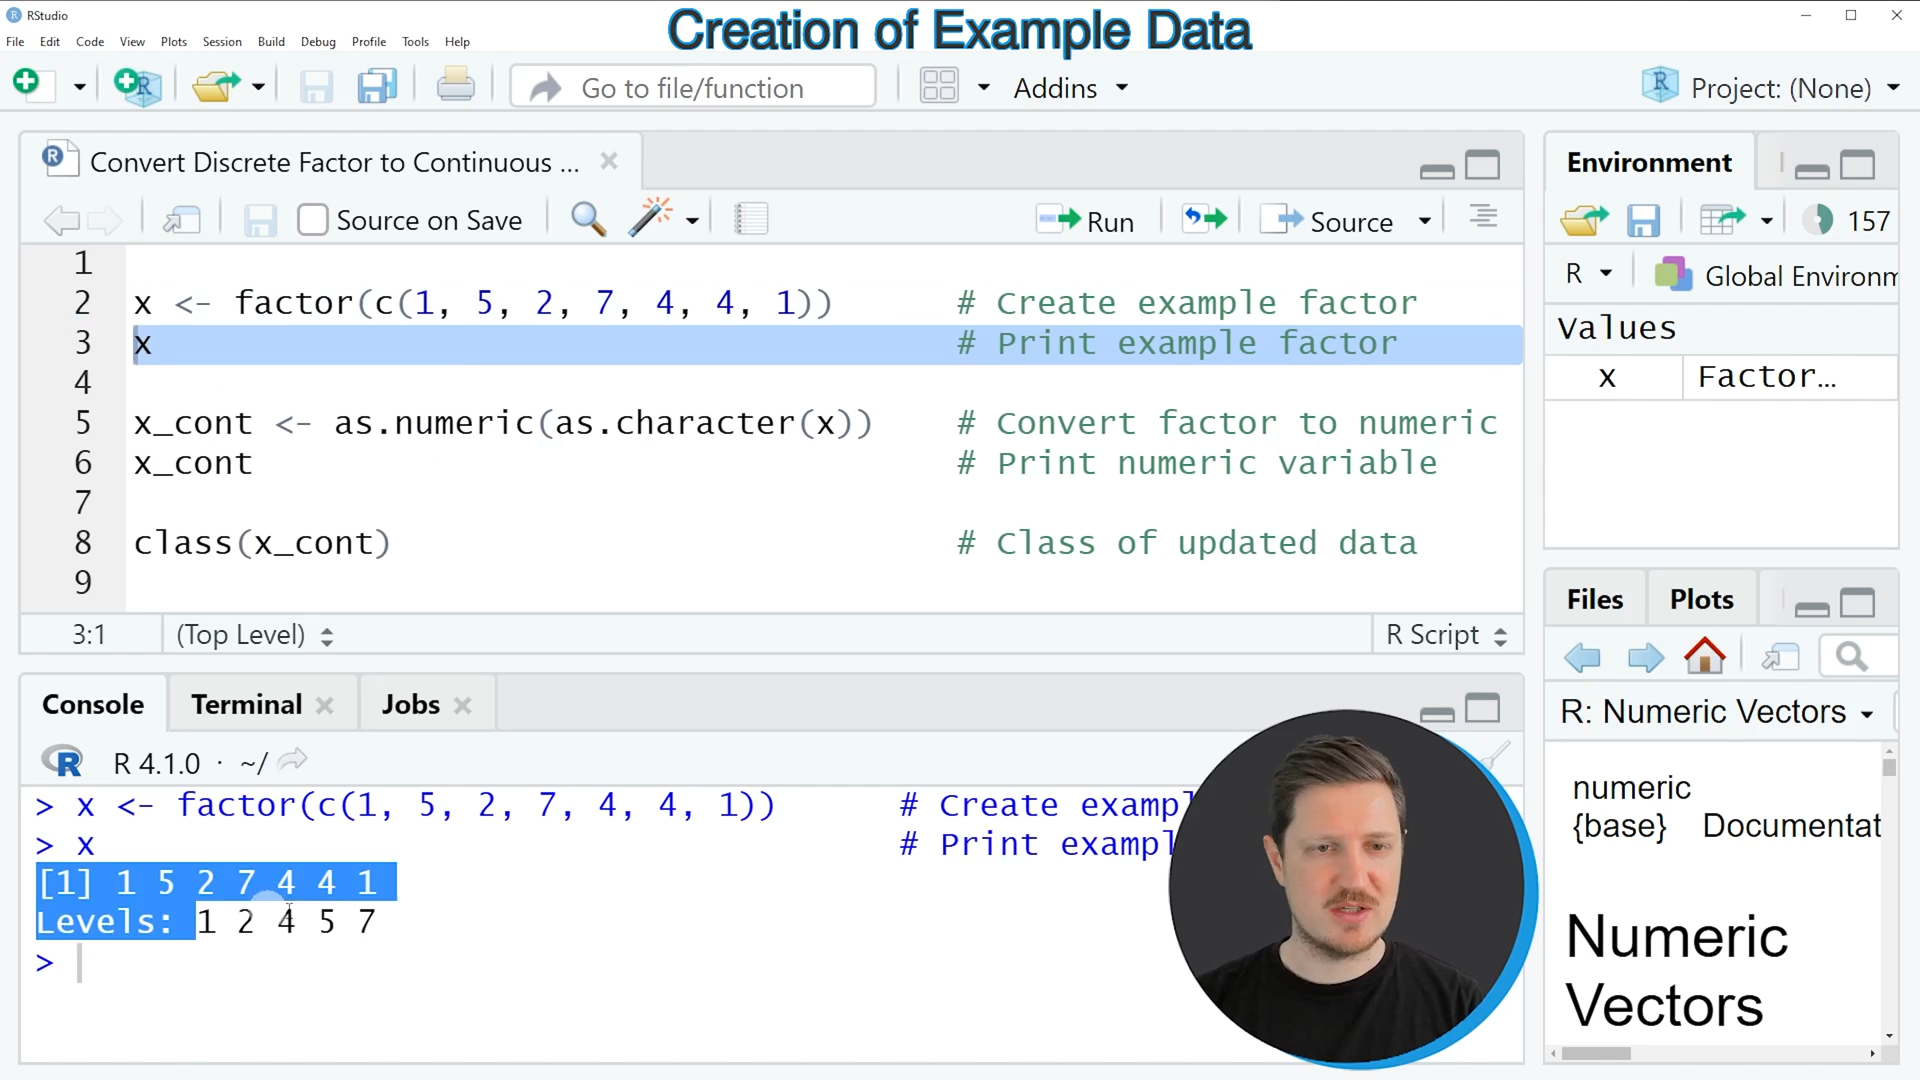 RStudio
Creation of Example Data
File Edit Code View Plots Session Build Debug Profile Tools Help
Go to file/function
Addins
Project: (None)
Convert Discrete Factor to Continuous ...
Source on Save
Run
Source
1
2 x <- factor(c(1, 5, 2, 7, 4, 4, 1)) # Create example factor
3 x # Print example factor
4
5 x_cont <- as.numeric(as.character(x)) # Convert factor to numeric
6 x_cont # Print numeric variable
7
8 class(x_cont) # Class of updated data
9
3:1 (Top Level) R Script
Console Terminal Jobs
R 4.1.0 · ~/
> x <- factor(c(1, 5, 2, 7, 4, 4, 1)) # Create exampl
> x # Print exampl
[1] 1 5 2 7 4 4 1
Levels: 1 2 4 5 7
>
Environment
157
R Global Environm
Values
x Factor…
Files Plots
R: Numeric Vectors
numeric
{base} Documentat
Numeric
Vectors